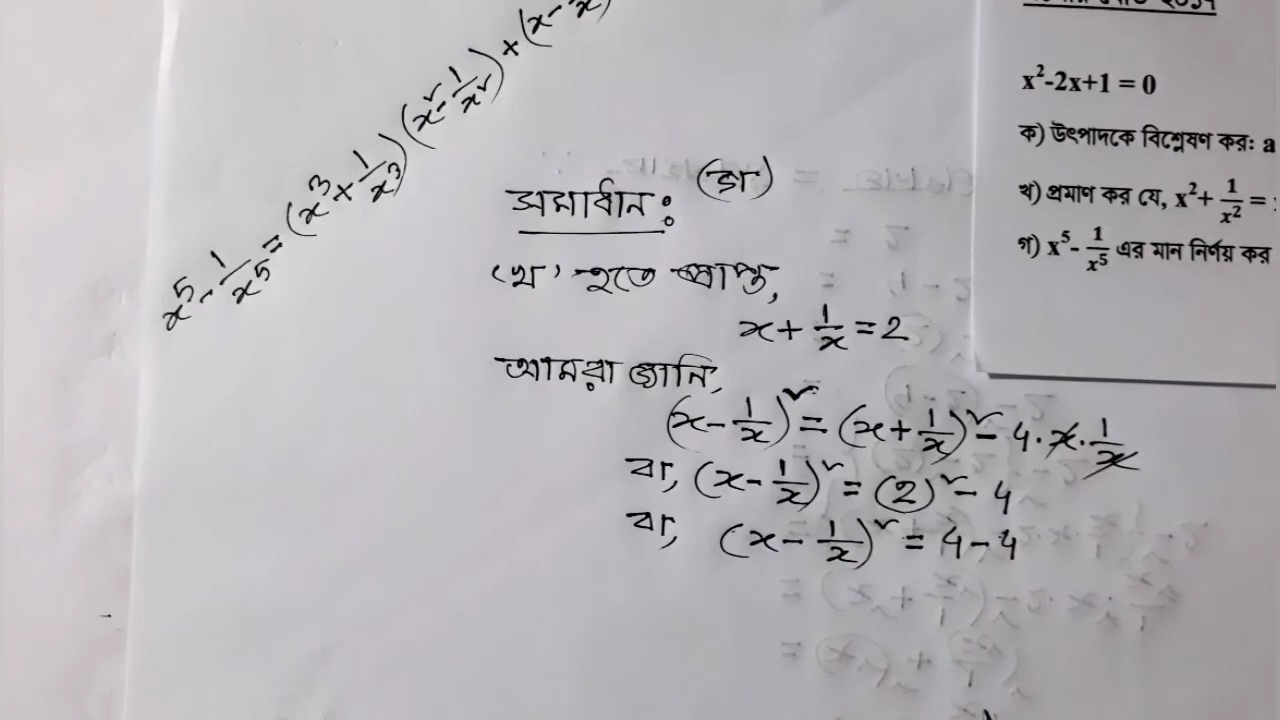 x⁵ - 1/x⁵ = (x³ + 1/x³)(x² - 1/x²) + (x -
x²-2x+1 = 0
ক) উৎপাদকে বিশ্লেষণ কর: a
খ) প্রমাণ কর যে, x² + 1/x² =
গ) x⁵ - 1/x⁵ এর মান নির্ণয় কর
সমাধান: (গ)
'খ' হতে প্রাপ্ত,
x + 1/x = 2
আমরা জানি,
(x - 1/x)² = (x + 1/x)² - 4·x·1/x
বা, (x - 1/x)² = (2)² - 4
বা, (x - 1/x)² = 4 - 4